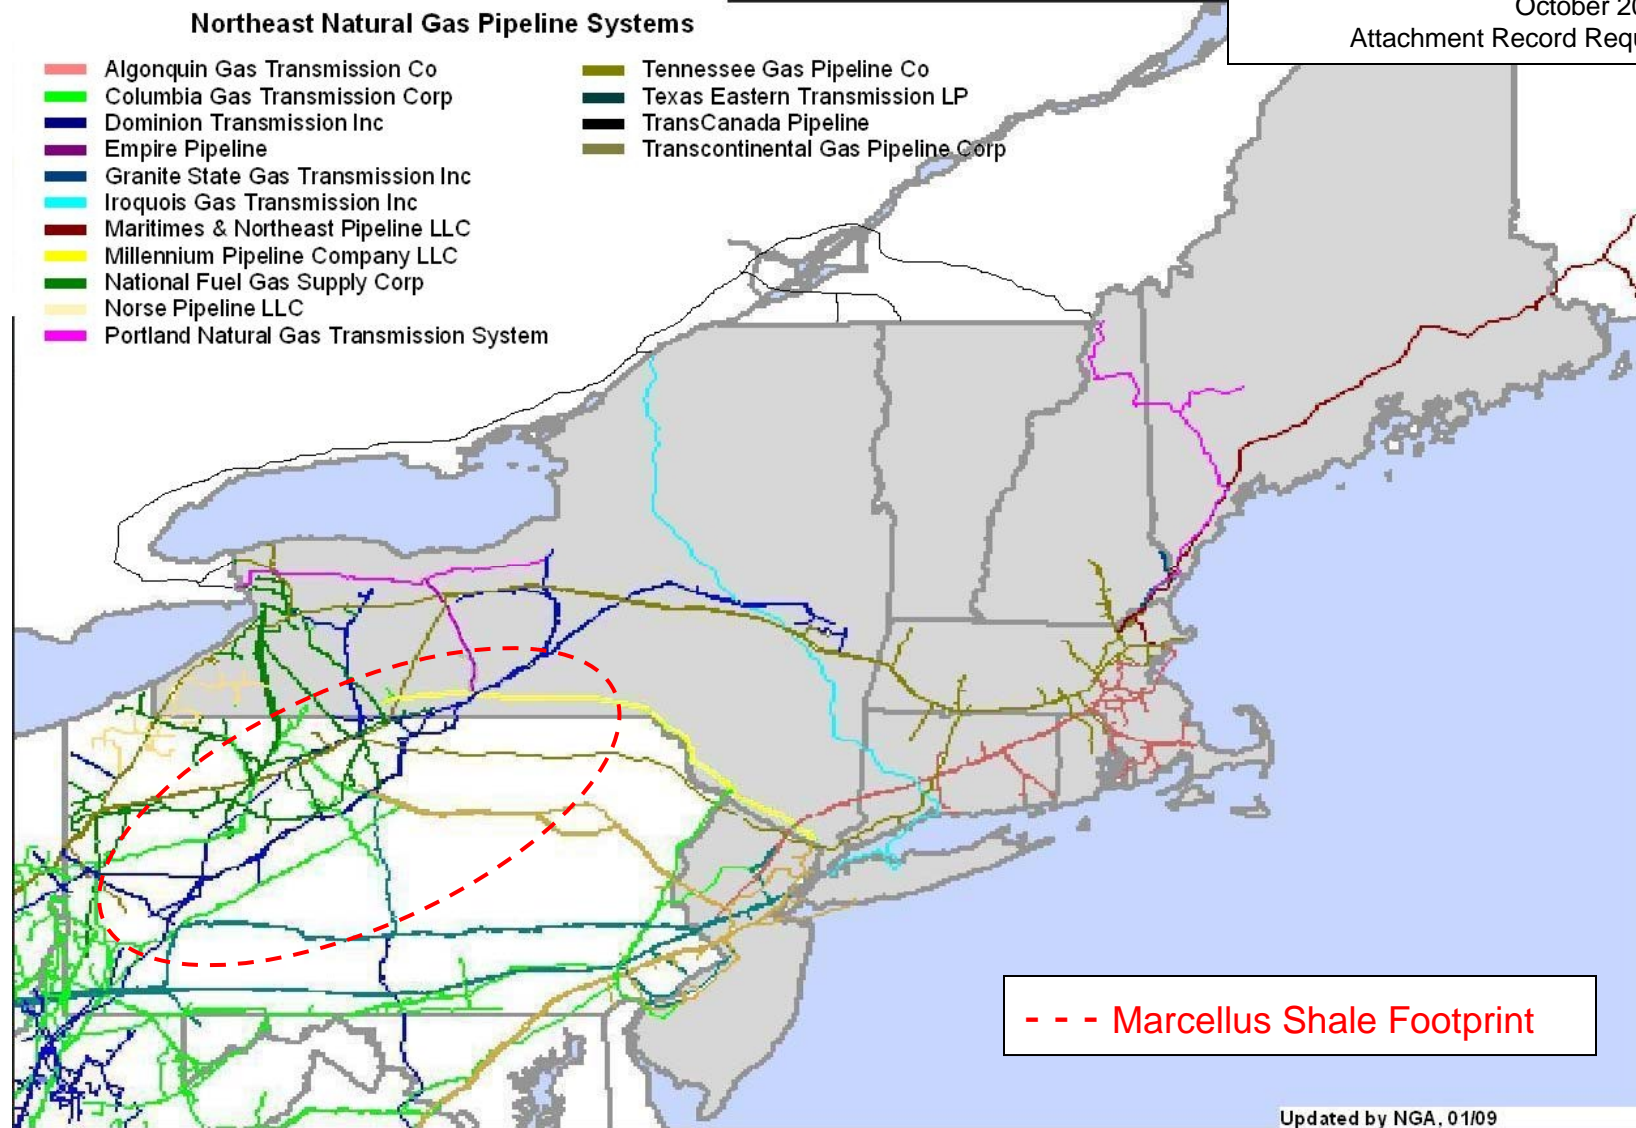 October 20
Attachment Record Requ
Northeast Natural Gas Pipeline Systems
Algonquin Gas Transmission Co
Columbia Gas Transmission Corp
Dominion Transmission Inc
Empire Pipeline
Granite State Gas Transmission Inc
Iroquois Gas Transmission Inc
Maritimes & Northeast Pipeline LLC
Millennium Pipeline Company LLC
National Fuel Gas Supply Corp
Norse Pipeline LLC
Portland Natural Gas Transmission System
Tennessee Gas Pipeline Co
Texas Eastern Transmission LP
TransCanada Pipeline
Transcontinental Gas Pipeline Corp
- - - Marcellus Shale Footprint
Updated by NGA, 01/09